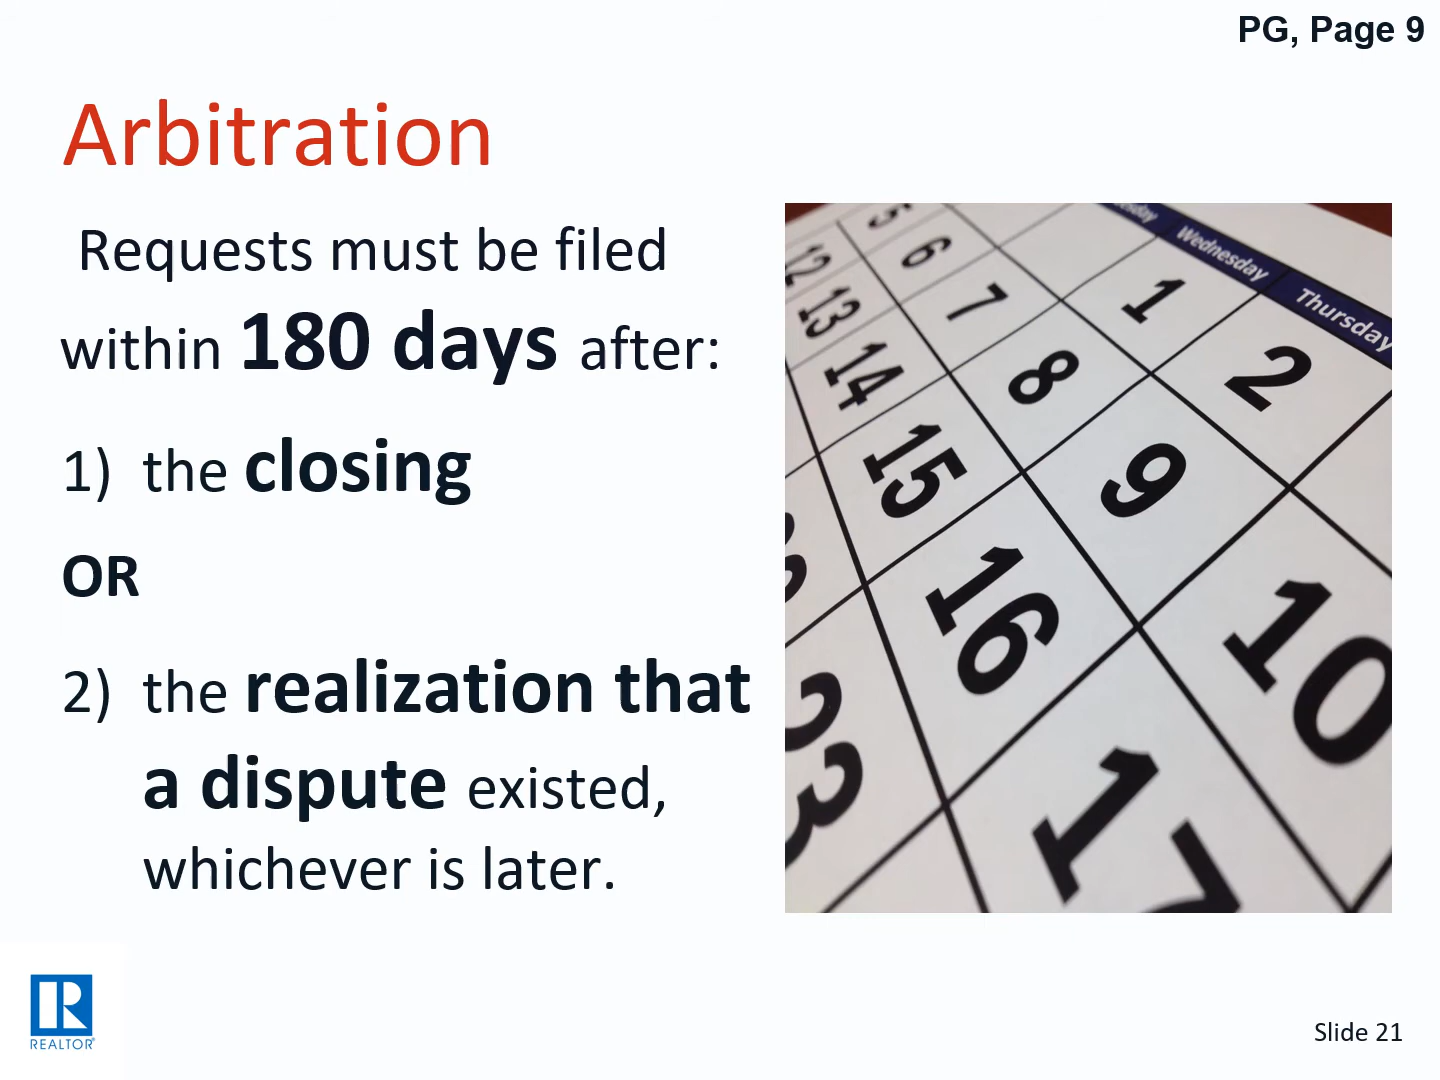 PG, Page 9
Arbitration
Requests must be filed
within 180 days after:
1) the closing
OR
2) the realization that
a dispute existed,
whichever is later.
Wednesday
Thursday
5
6
7
1
2
12
13
14
8
9
15
16
10
23
17
REALTOR®
Slide 21